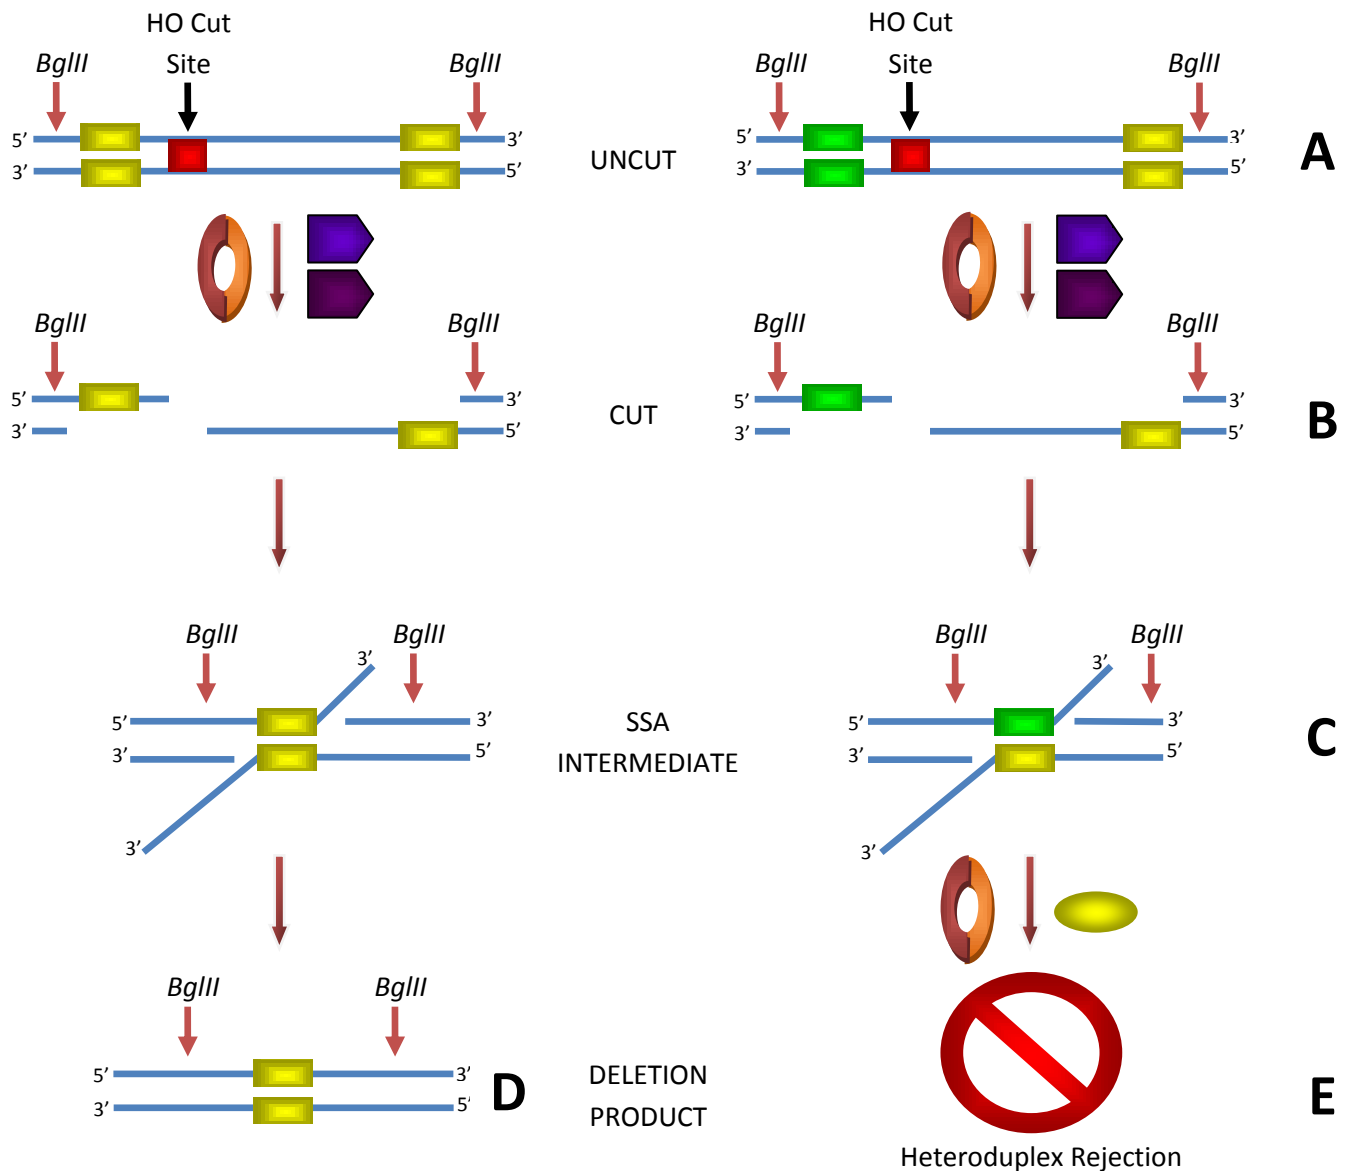 HO Cut
Site
BglII
BglII
5'
3'
3'
5'
HO Cut
Site
BglII
BglII
5'
3'
3'
5'
UNCUT
A
BglII
BglII
5'
3'
3'
5'
BglII
BglII
5'
3'
3'
5'
CUT
B
BglII
BglII
3'
5'
3'
3'
5'
3'
SSA
INTERMEDIATE
BglII
BglII
3'
5'
3'
3'
5'
3'
C
BglII
BglII
5'
3'
3'
5'
D
DELETION
PRODUCT
E
Heteroduplex Rejection